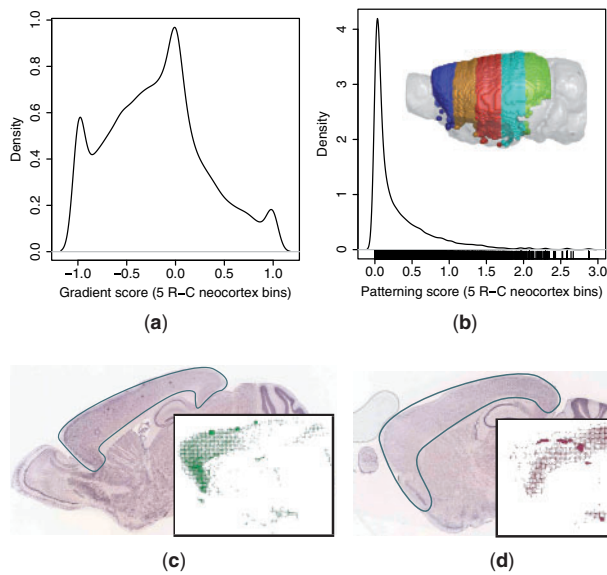 1.0
0.8
0.6
0.4
0.2
0.0
Density
−1.0 −0.5 0.0 0.5 1.0
Gradient score (5 R−C neocortex bins)
(a)
4
3
2
1
0
Density
0.0 0.5 1.0 1.5 2.0 2.5 3.0
Patterning score (5 R−C neocortex bins)
(b)
(c)
(d)